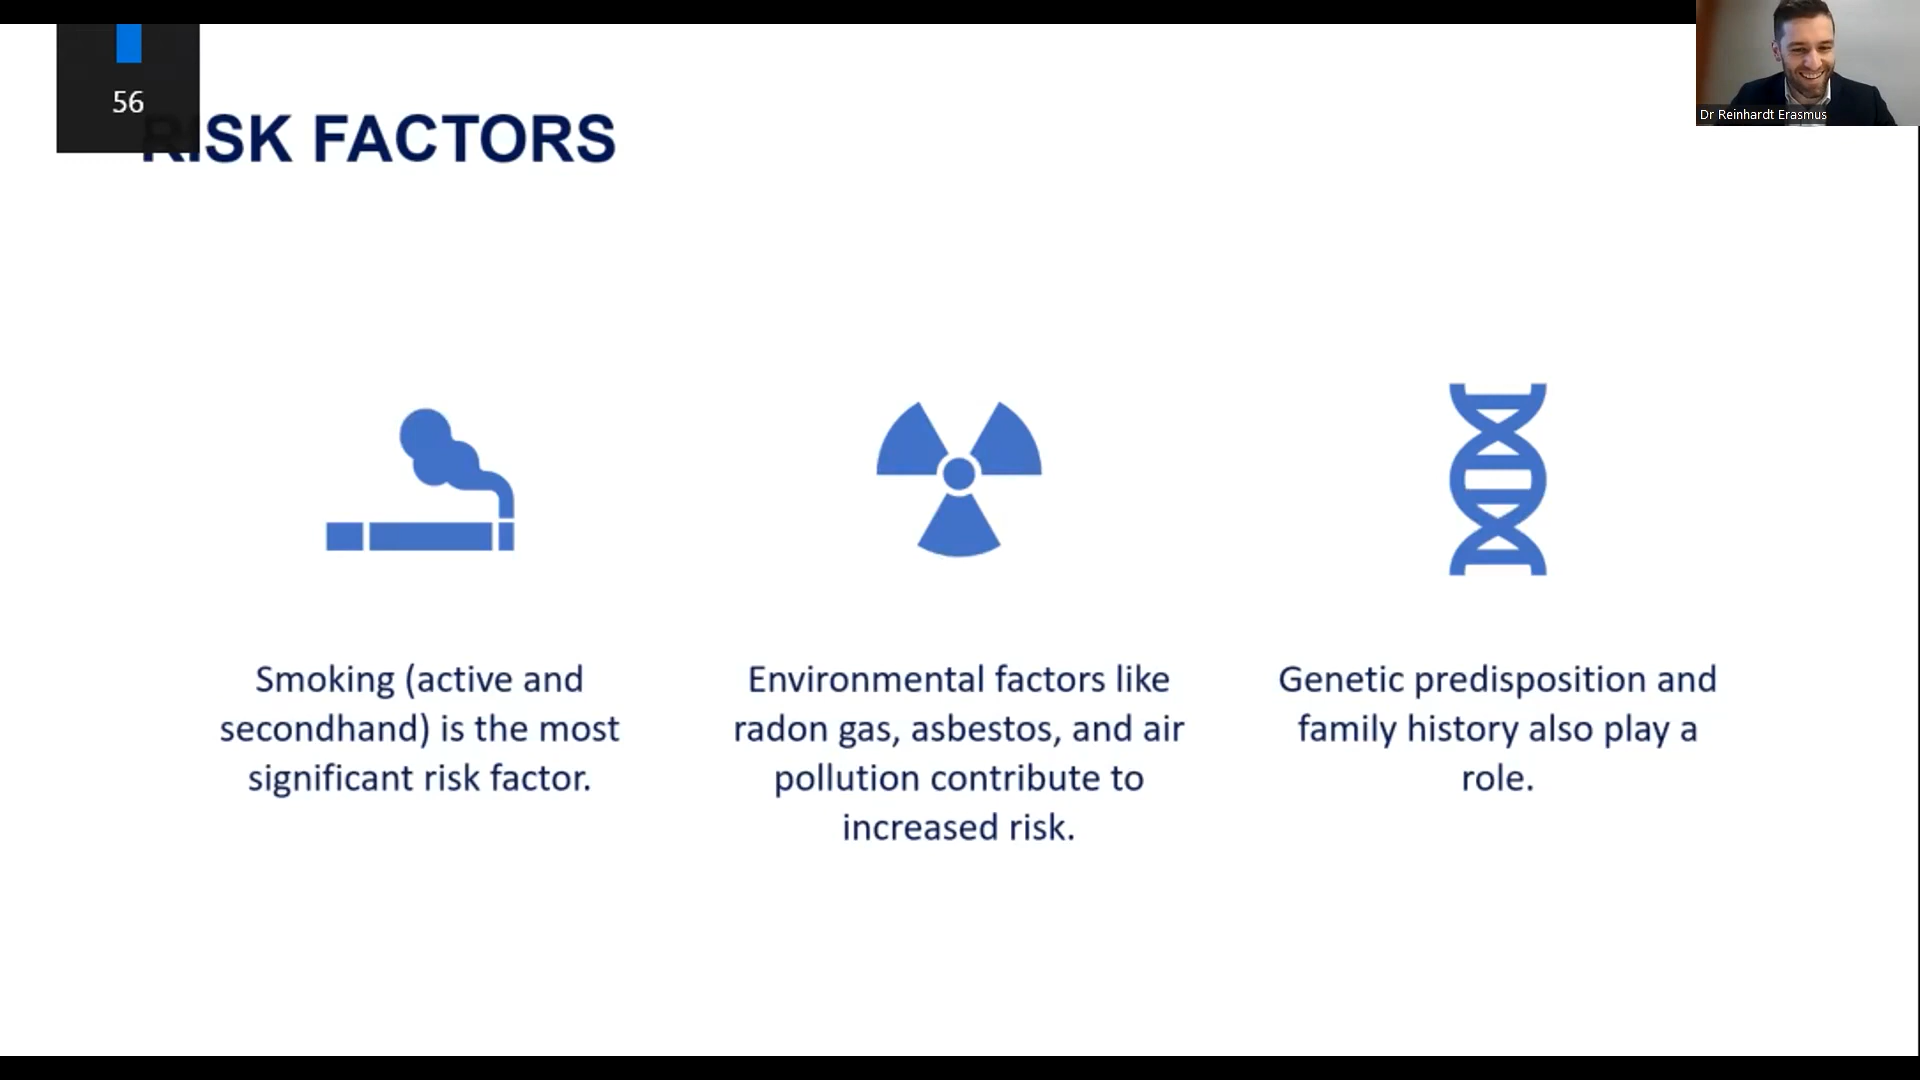 56
RISK FACTORS
Dr Reinhardt Erasmus
Smoking (active and
secondhand) is the most
significant risk factor.
Environmental factors like
radon gas, asbestos, and air
pollution contribute to
increased risk.
Genetic predisposition and
family history also play a
role.